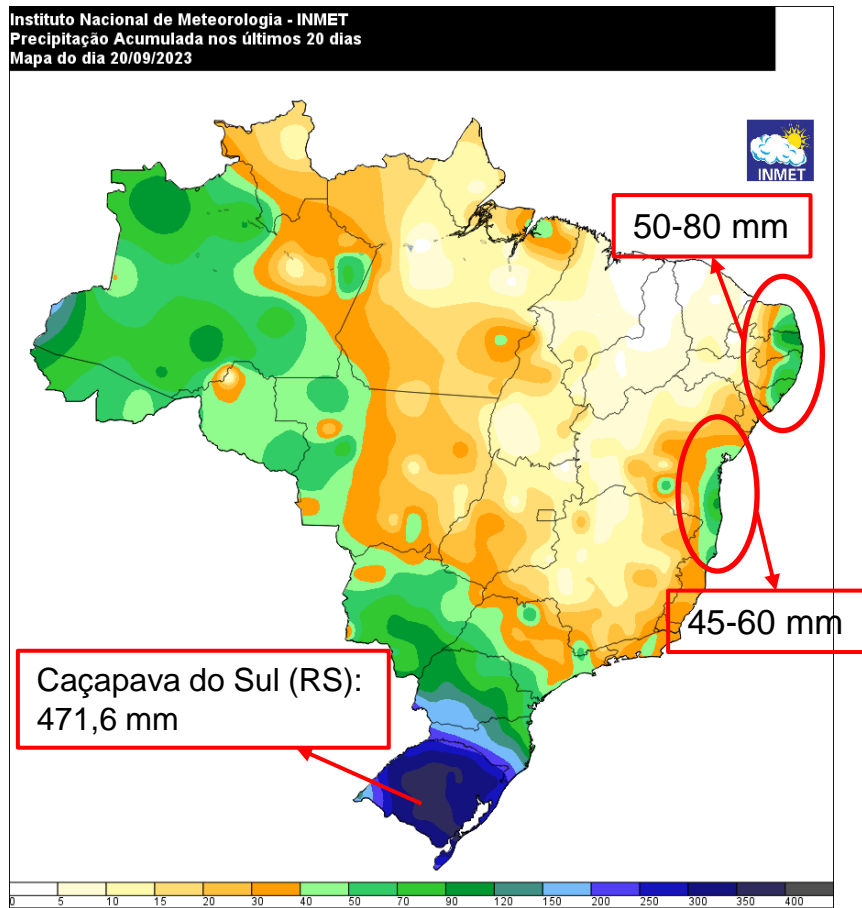 Instituto Nacional de Meteorologia - INMET
Precipitação Acumulada nos últimos 20 dias
Mapa do dia 20/09/2023
INMET
50-80 mm
45-60 mm
Caçapava do Sul (RS):
471,6 mm
0 5 10 15 20 30 40 50 70 90 120 150 200 250 300 350 400